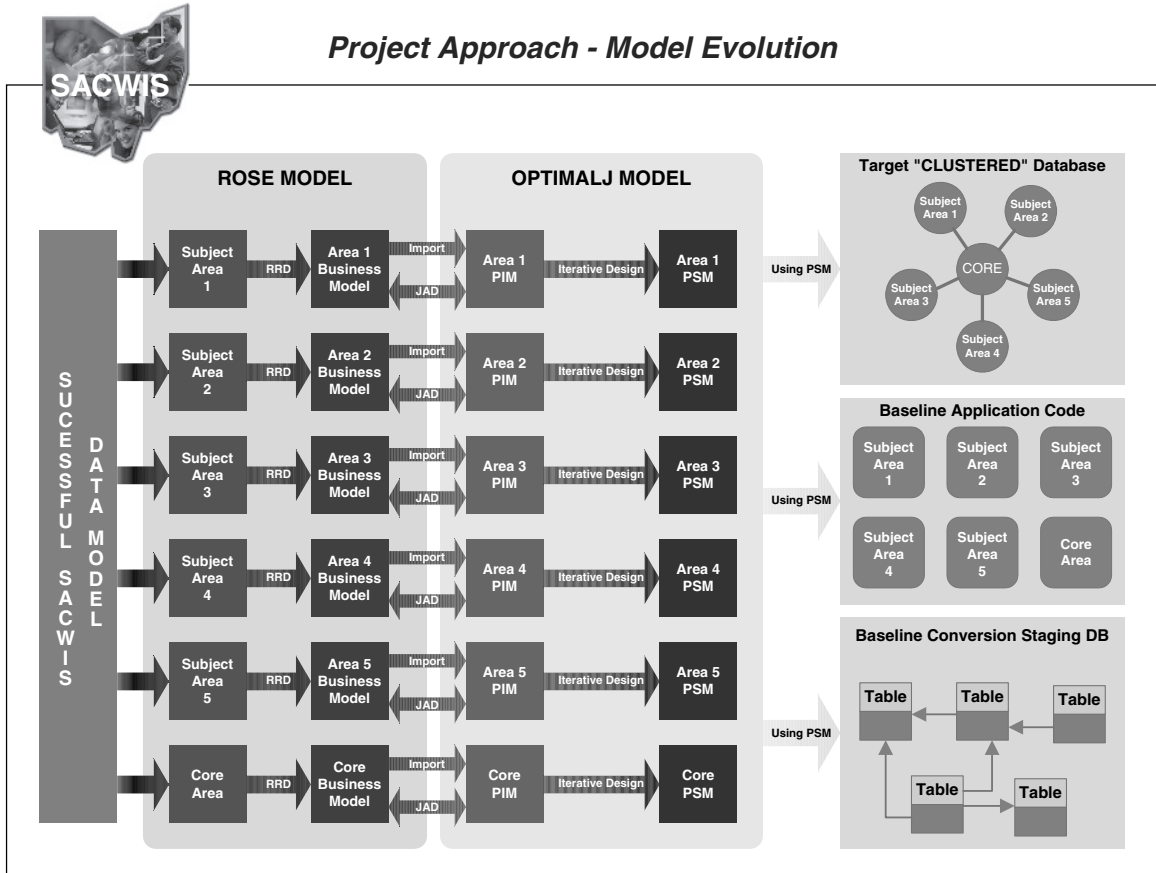 Project Approach - Model Evolution
SACWIS
ROSE MODEL
OPTIMALJ MODEL
SUCESSFUL SACWIS
DATA MODEL
Subject
Area
1
RRD
Area 1
Business
Model
Import
JAD
Area 1
PIM
Iterative Design
Area 1
PSM
Subject
Area
2
RRD
Area 2
Business
Model
Import
JAD
Area 2
PIM
Iterative Design
Area 2
PSM
Subject
Area
3
RRD
Area 3
Business
Model
Import
JAD
Area 3
PIM
Iterative Design
Area 3
PSM
Subject
Area
4
RRD
Area 4
Business
Model
Import
JAD
Area 4
PIM
Iterative Design
Area 4
PSM
Subject
Area
5
RRD
Area 5
Business
Model
Import
JAD
Area 5
PIM
Iterative Design
Area 5
PSM
Core
Area
RRD
Core
Business
Model
Import
JAD
Core
PIM
Iterative Design
Core
PSM
Using PSM
Target "CLUSTERED" Database
Subject
Area 1
Subject
Area 2
CORE
Subject
Area 3
Subject
Area 5
Subject
Area 4
Using PSM
Baseline Application Code
Subject
Area
1
Subject
Area
2
Subject
Area
3
Subject
Area
4
Subject
Area
5
Core
Area
Using PSM
Baseline Conversion Staging DB
Table
Table
Table
Table
Table